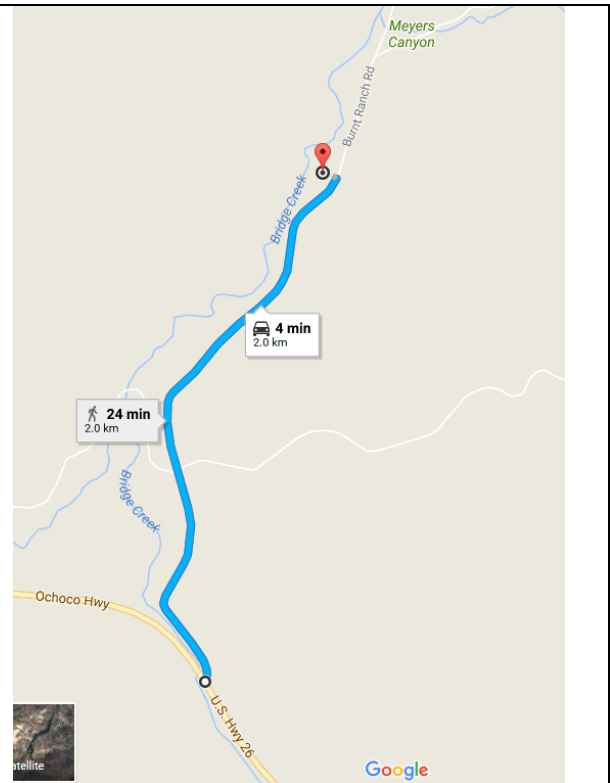 Meyers
Canyon
Burnt Ranch Rd
Bridge Creek
4 min
2.0 km
24 min
2.0 km
Bridge Creek
Ochoco Hwy
U.S. Hwy 26
atellite
Google